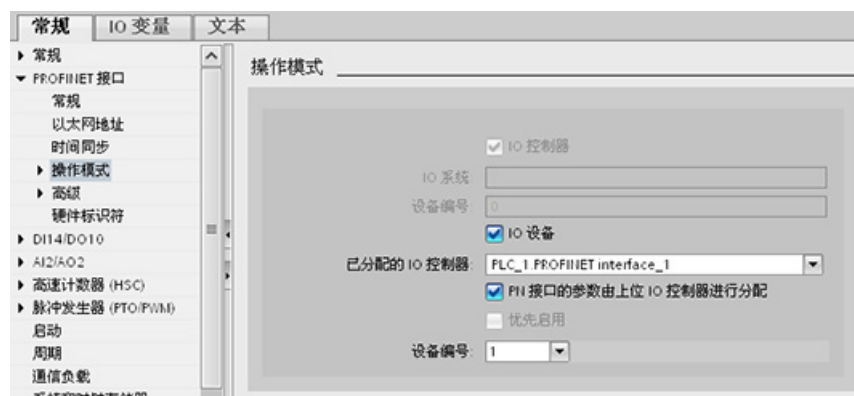 常规 IO 变量 文本
常规
PROFINET 接口
常规
以太网地址
时间同步
操作模式
高级
硬件标识符
DI14/DO10
AI2/AO2
高速计数器 (HSC)
脉冲发生器 (PTO/PWM)
启动
周期
通信负载
操作模式
IO 控制器
IO 系统
设备编号: 0
IO 设备
已分配的 IO 控制器: PLC_1.PROFINET interface_1
PN 接口的参数由上位 IO 控制器进行分配
优先启用
设备编号: 1